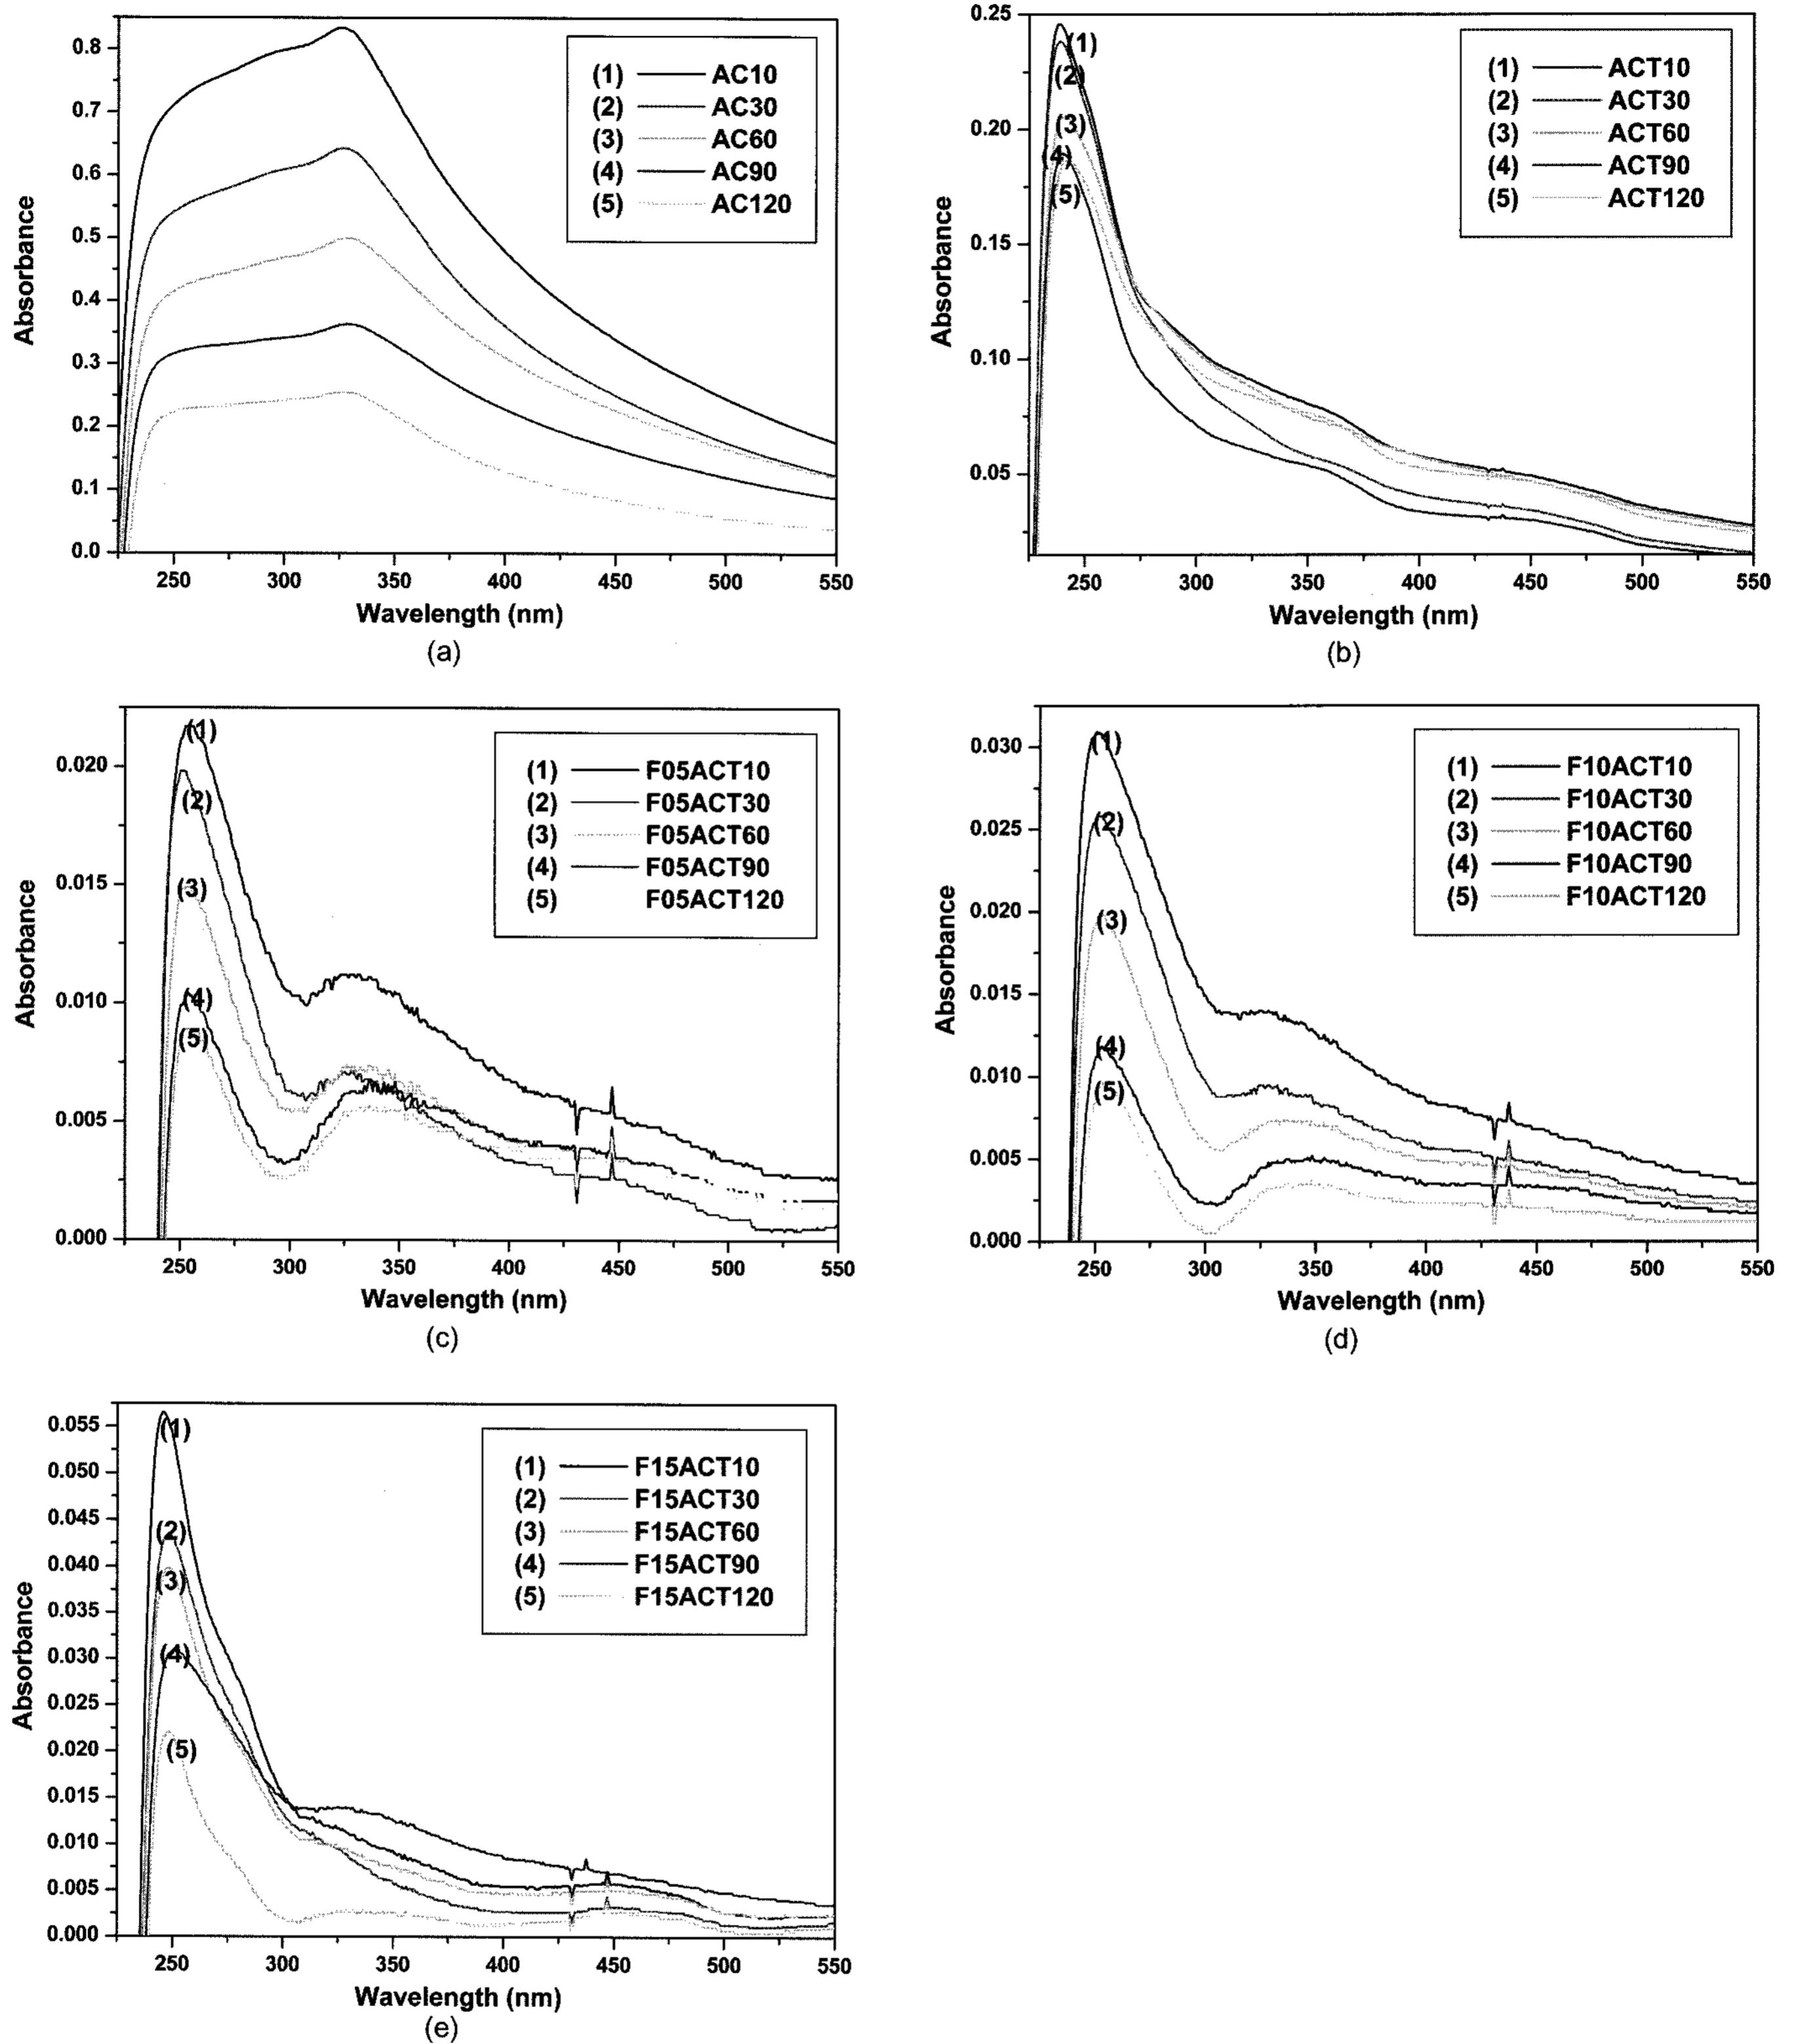 Absorbance
0.8
0.7
0.6
0.5
0.4
0.3
0.2
0.1
0.0
(1) AC10
(2) AC30
(3) AC60
(4) AC90
(5) AC120
250 300 350 400 450 500 550
Wavelength (nm)
(a)
Absorbance
0.25
0.20
0.15
0.10
0.05
(1)
(2)
(3)
(4)
(5)
(1) ACT10
(2) ACT30
(3) ACT60
(4) ACT90
(5) ACT120
250 300 350 400 450 500 550
Wavelength (nm)
(b)
Absorbance
0.020
0.015
0.010
0.005
0.000
(1)
(2)
(3)
(4)
(5)
(1) F05ACT10
(2) F05ACT30
(3) F05ACT60
(4) F05ACT90
(5) F05ACT120
250 300 350 400 450 500 550
Wavelength (nm)
(c)
Absorbance
0.030
0.025
0.020
0.015
0.010
0.005
0.000
(1)
(2)
(3)
(4)
(5)
(1) F10ACT10
(2) F10ACT30
(3) F10ACT60
(4) F10ACT90
(5) F10ACT120
250 300 350 400 450 500 550
Wavelength (nm)
(d)
Absorbance
0.055
0.050
0.045
0.040
0.035
0.030
0.025
0.020
0.015
0.010
0.005
0.000
(1)
(2)
(3)
(4)
(5)
(1) F15ACT10
(2) F15ACT30
(3) F15ACT60
(4) F15ACT90
(5) F15ACT120
250 300 350 400 450 500 550
Wavelength (nm)
(e)